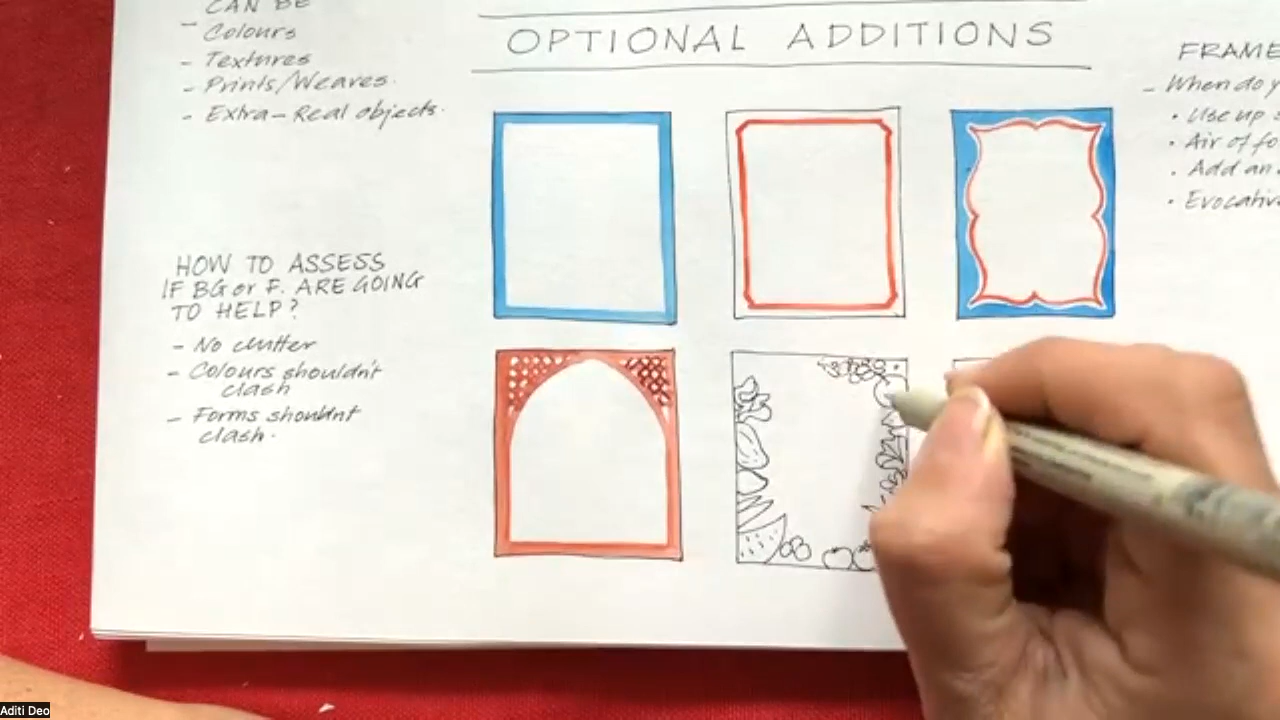 CAN BE
- Colours
- Textures
- Prints/Weaves.
- Extra-Real objects.
HOW TO ASSESS
IF BG or F. ARE GOING
TO HELP?
- No clutter
- Colours shouldn't
clash
- Forms shouldnt
clash.
OPTIONAL ADDITIONS
FRAME
- When do y
• Use up s
• Air of fo
• Add an
• Evocativ
Aditi Deo